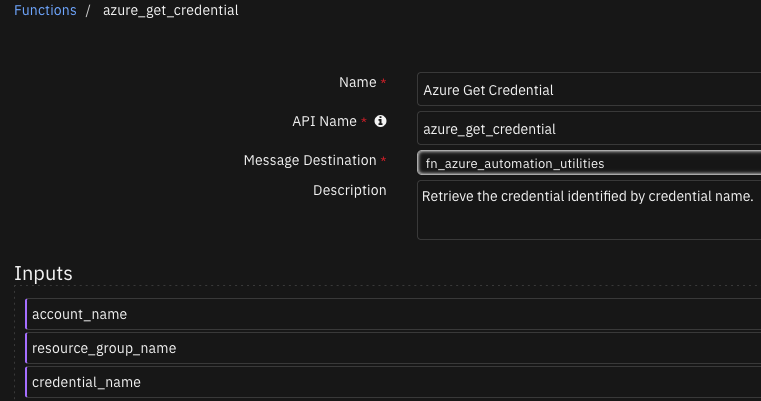 Functions / azure_get_credential
Name * Azure Get Credential
API Name * azure_get_credential
Message Destination * fn_azure_automation_utilities
Description Retrieve the credential identified by credential name.
Inputs
account_name
resource_group_name
credential_name